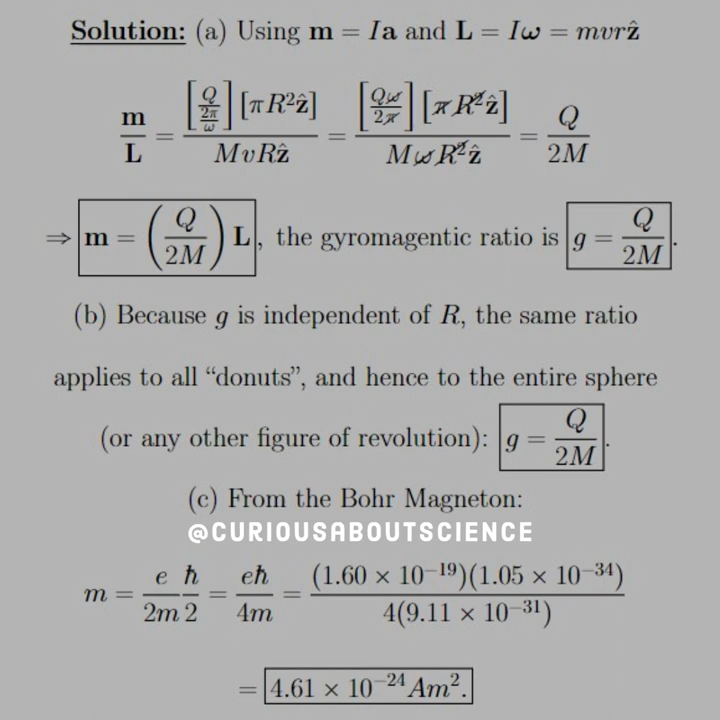 Solution: (a) Using m = Ia and L = Iω = mvrẑ
m/L = [Q/(2π/ω)][πR²ẑ]/MvRẑ = [Qω/2π][πR²ẑ]/MωR²ẑ = Q/2M
⇒ m = (Q/2M) L, the gyromagentic ratio is g = Q/2M.
(b) Because g is independent of R, the same ratio
applies to all “donuts”, and hence to the entire sphere
(or any other figure of revolution): g = Q/2M.
(c) From the Bohr Magneton:
@CURIOUSABOUTSCIENCE
m = e/2m ħ/2 = eħ/4m = (1.60 × 10⁻¹⁹)(1.05 × 10⁻³⁴)/4(9.11 × 10⁻³¹)
= 4.61 × 10⁻²⁴ Am².